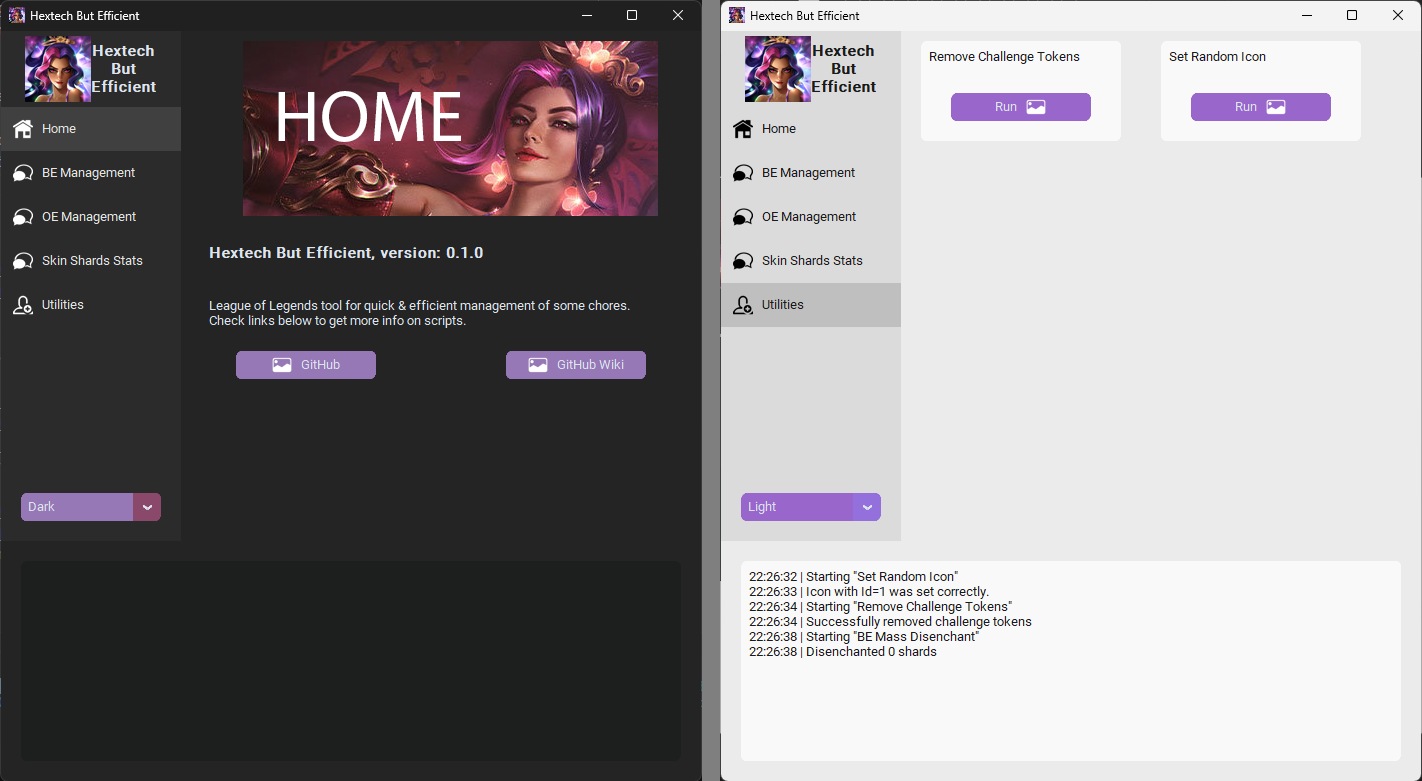 Hextech But Efficient
Hextech
But
Efficient
Home
BE Management
OE Management
Skin Shards Stats
Utilities
Dark
HOME
Hextech But Efficient, version: 0.1.0
League of Legends tool for quick & efficient management of some chores.
Check links below to get more info on scripts.
GitHub
GitHub Wiki
Hextech But Efficient
Hextech
But
Efficient
Home
BE Management
OE Management
Skin Shards Stats
Utilities
Light
Remove Challenge Tokens
Run
Set Random Icon
Run
22:26:32 | Starting "Set Random Icon"
22:26:33 | Icon with Id=1 was set correctly.
22:26:34 | Starting "Remove Challenge Tokens"
22:26:34 | Successfully removed challenge tokens
22:26:38 | Starting "BE Mass Disenchant"
22:26:38 | Disenchanted 0 shards